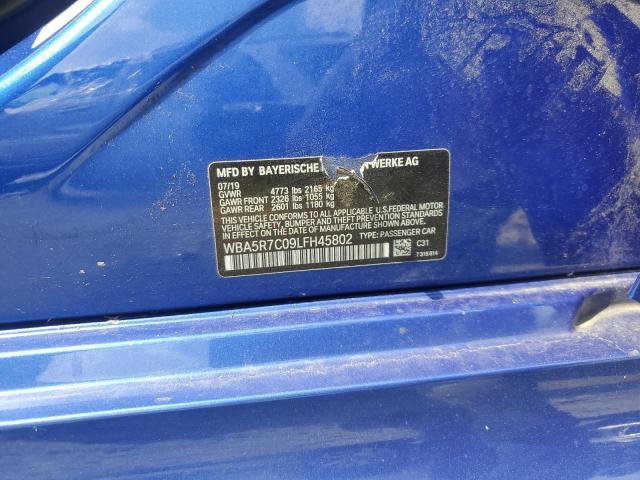 MFD BY BAYERISCHE WERKE AG
07/19
GVWR 4773 lbs 2165 kg
GAWR FRONT 2326 lbs 1055 kg
GAWR REAR 2601 lbs 1180 kg
THIS VEHICLE CONFORMS TO ALL APPLICABLE U.S. FEDERAL MOTOR
VEHICLE SAFETY, BUMPER AND THEFT PREVENTION STANDARDS
IN EFFECT ON THE DATE OF MANUFACTURE SHOWN ABOVE.
WBA5R7C09LFH45802 TYPE: PASSENGER CAR
C31